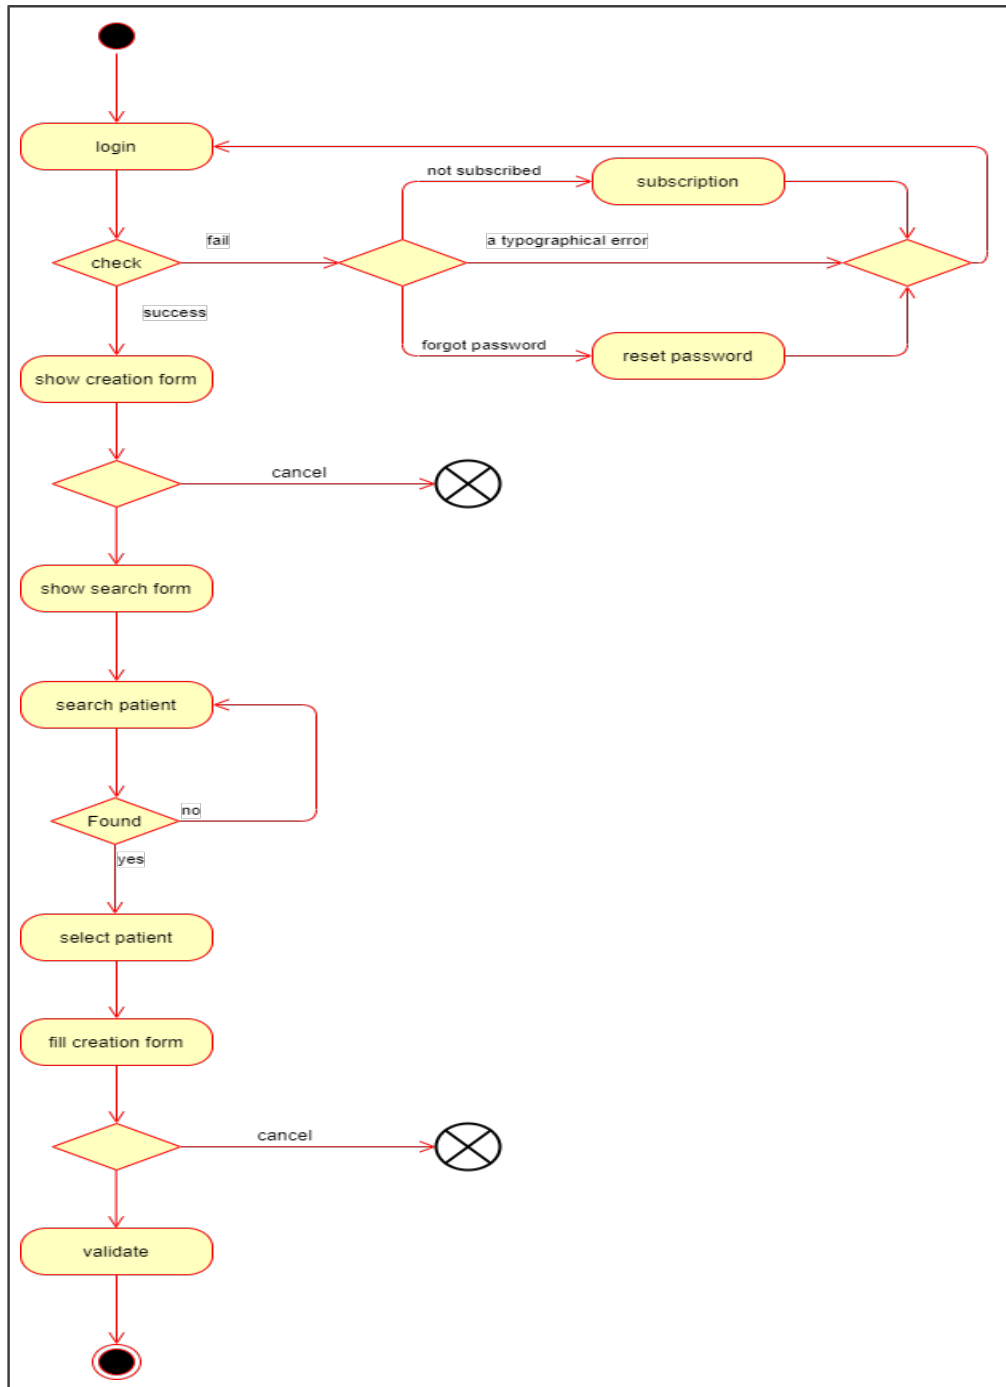 login
not subscribed
subscription
fail
a typographical error
check
success
forgot password
reset password
show creation form
cancel
show search form
search patient
no
Found
yes
select patient
fill creation form
cancel
validate